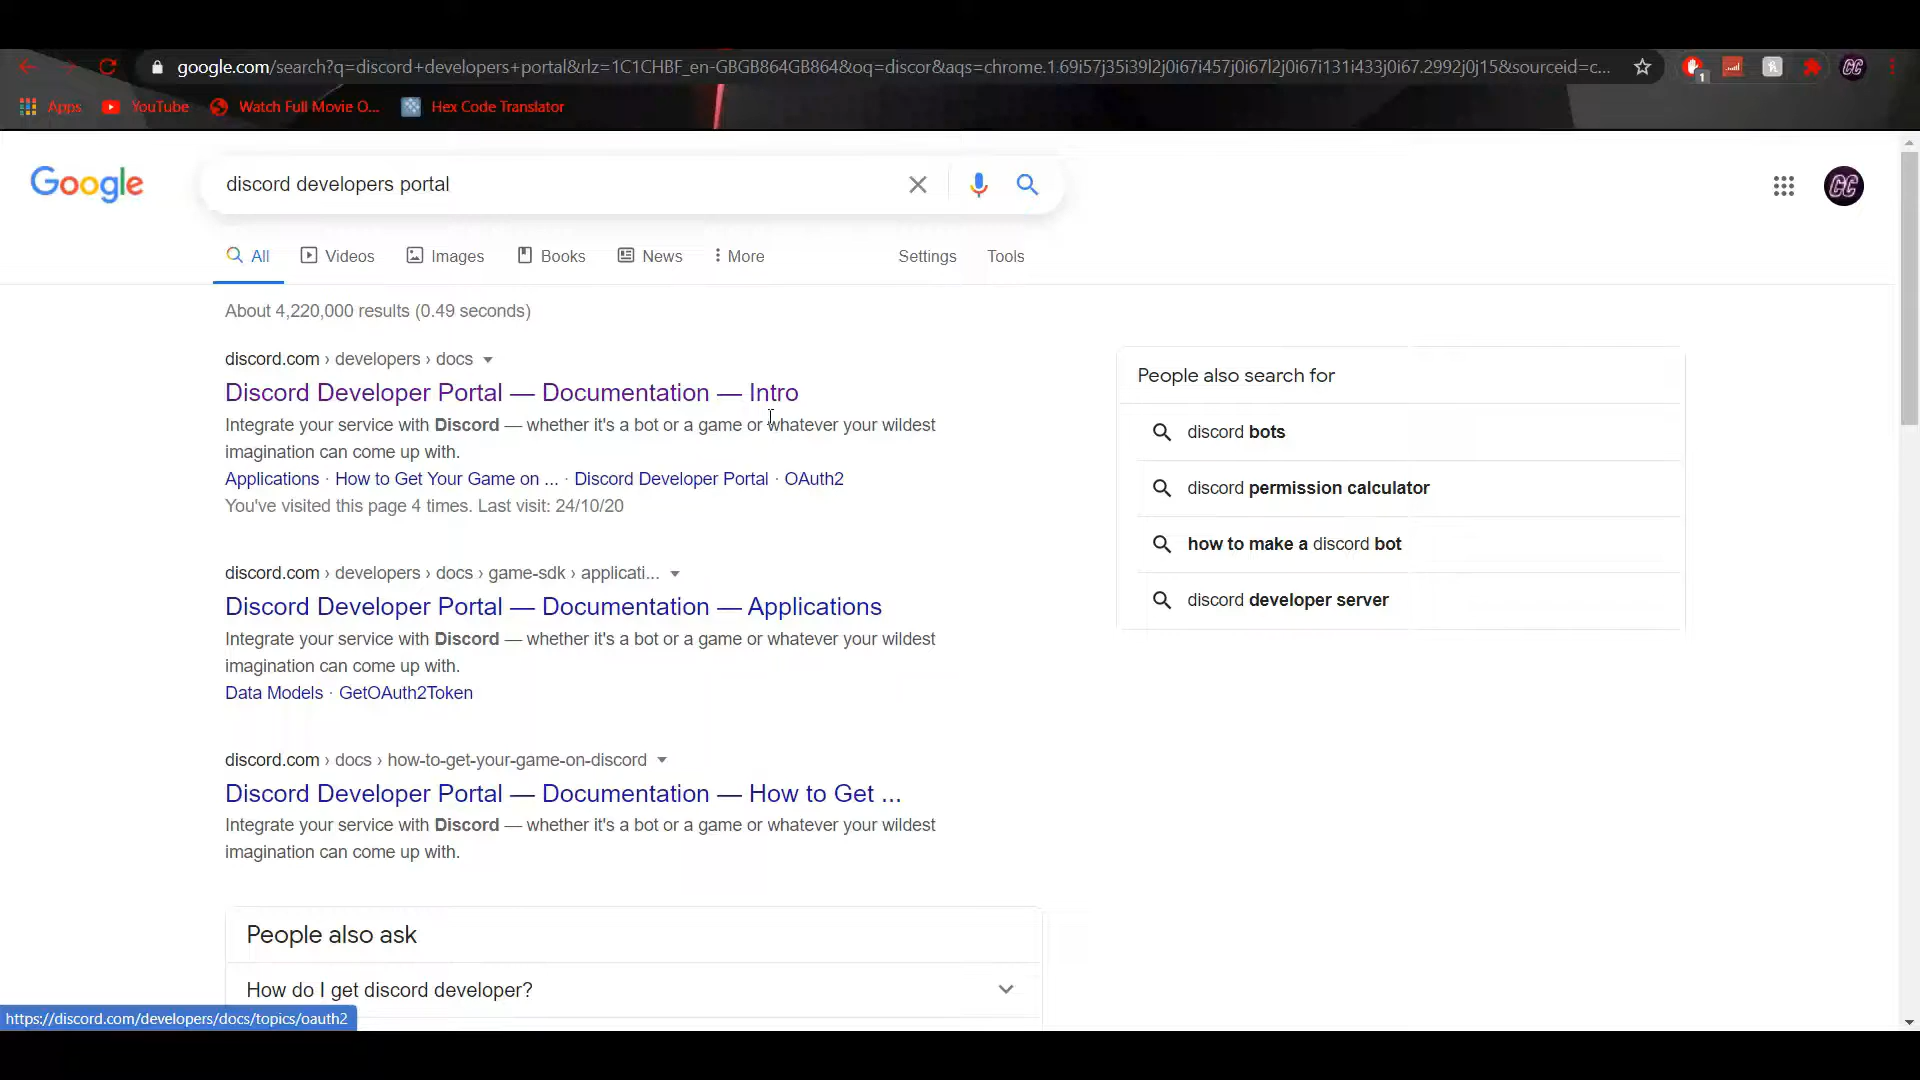 google.com/search?q=discord+developers+portal&rlz=1C1CHBF_en-GBGB864GB864&oq=discor&aqs=chrome.1.69i57j35i39l2j0i67i457j0i67l2j0i67i131i433j0i67.2992j0j15&sourceid=c...
1
GC
Apps YouTube Watch Full Movie O... Hex Code Translator
Google
discord developers portal
GC
All Videos Images Books News More Settings Tools
About 4,220,000 results (0.49 seconds)
discord.com › developers › docs
Discord Developer Portal — Documentation — Intro
Integrate your service with Discord — whether it's a bot or a game or whatever your wildest
imagination can come up with.
Applications · How to Get Your Game on ... · Discord Developer Portal · OAuth2
You've visited this page 4 times. Last visit: 24/10/20
discord.com › developers › docs › game-sdk › applicati...
Discord Developer Portal — Documentation — Applications
Integrate your service with Discord — whether it's a bot or a game or whatever your wildest
imagination can come up with.
Data Models · GetOAuth2Token
discord.com › docs › how-to-get-your-game-on-discord
Discord Developer Portal — Documentation — How to Get ...
Integrate your service with Discord — whether it's a bot or a game or whatever your wildest
imagination can come up with.
People also ask
How do I get discord developer?
People also search for
discord bots
discord permission calculator
how to make a discord bot
discord developer server
https://discord.com/developers/docs/topics/oauth2